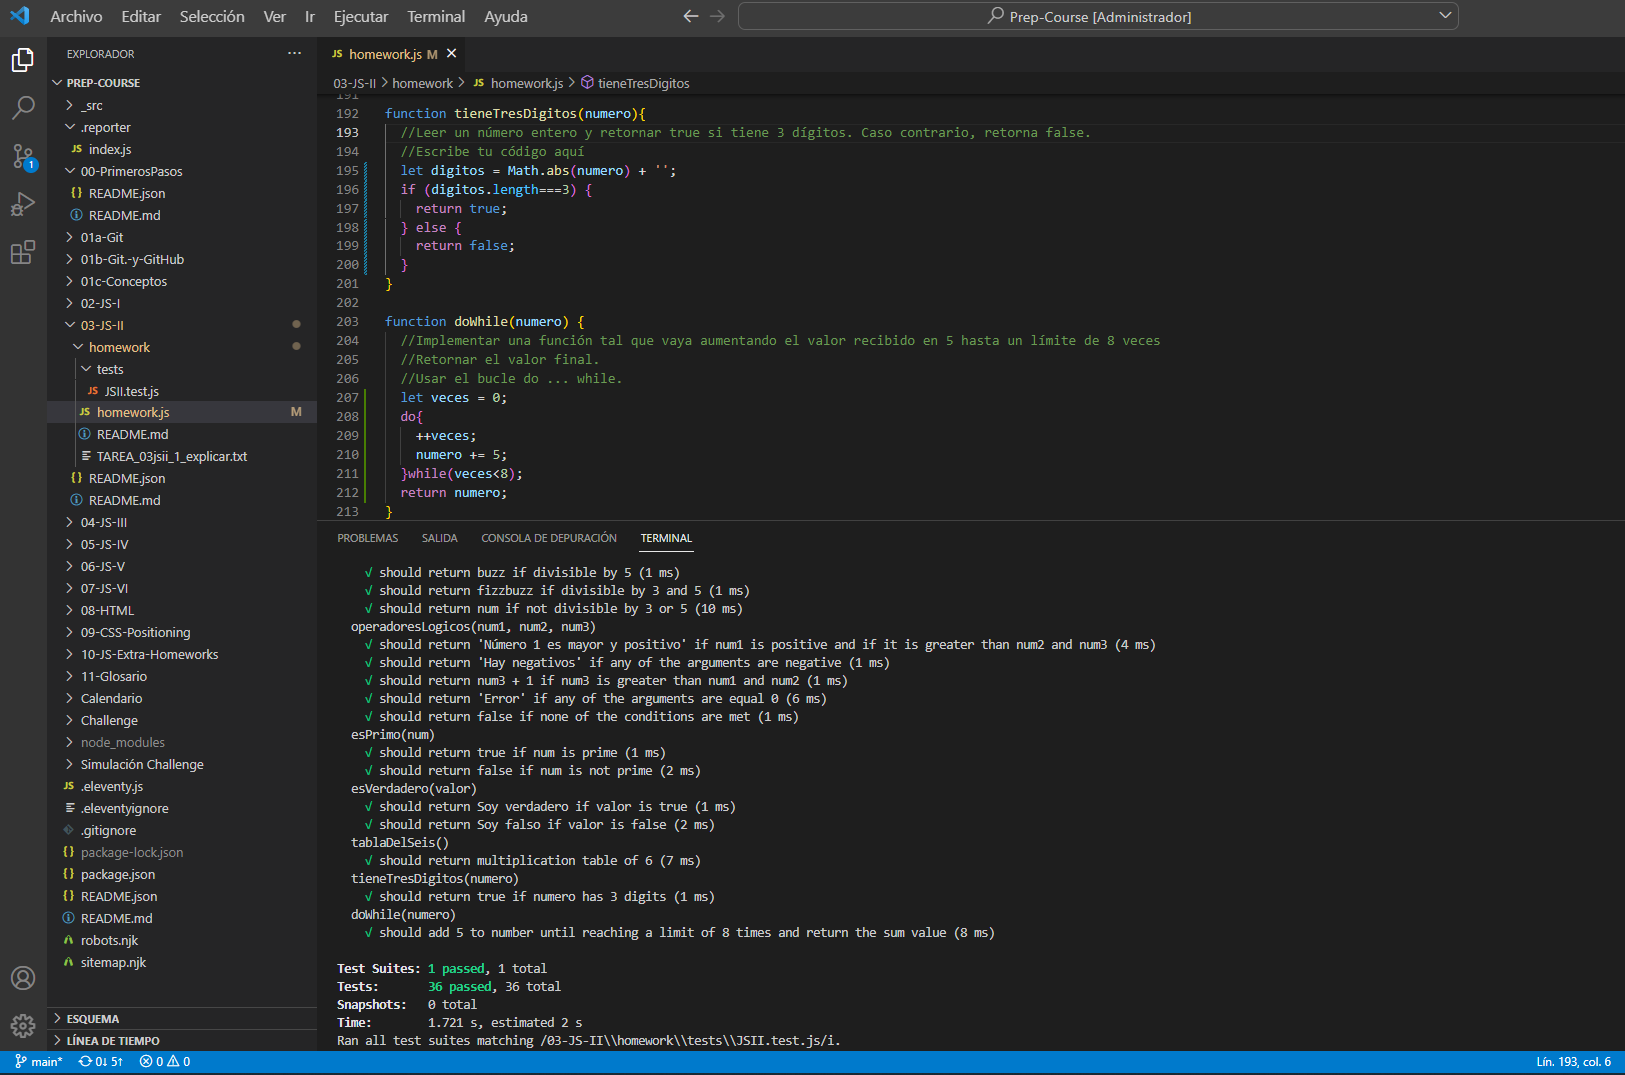 Archivo Editar Selección Ver Ir Ejecutar Terminal Ayuda
Prep-Course [Administrador]
EXPLORADOR
PREP-COURSE
_src
.reporter
JS index.js
00-PrimerosPasos
{} README.json
README.md
01a-Git
01b-Git.-y-GitHub
01c-Conceptos
02-JS-I
03-JS-II
homework
tests
JS JSII.test.js
JS homework.js M
README.md
TAREA_03jsii_1_explicar.txt
{} README.json
README.md
04-JS-III
05-JS-IV
06-JS-V
07-JS-VI
08-HTML
09-CSS-Positioning
10-JS-Extra-Homeworks
11-Glosario
Calendario
Challenge
node_modules
Simulación Challenge
JS .eleventy.js
.eleventyignore
.gitignore
{} package-lock.json
{} package.json
{} README.json
README.md
robots.njk
sitemap.njk
ESQUEMA
LÍNEA DE TIEMPO
1
JS homework.js M
03-JS-II > homework > JS homework.js > tieneTresDigitos
191
192 function tieneTresDigitos(numero){
193 //Leer un número entero y retornar true si tiene 3 dígitos. Caso contrario, retorna false.
194 //Escribe tu código aquí
195 let digitos = Math.abs(numero) + '';
196 if (digitos.length===3) {
197 return true;
198 } else {
199 return false;
200 }
201 }
202
203 function doWhile(numero) {
204 //Implementar una función tal que vaya aumentando el valor recibido en 5 hasta un límite de 8 veces
205 //Retornar el valor final.
206 //Usar el bucle do ... while.
207 let veces = 0;
208 do{
209 ++veces;
210 numero += 5;
211 }while(veces<8);
212 return numero;
213 }
PROBLEMAS SALIDA CONSOLA DE DEPURACIÓN TERMINAL
√ should return buzz if divisible by 5 (1 ms)
√ should return fizzbuzz if divisible by 3 and 5 (1 ms)
√ should return num if not divisible by 3 or 5 (10 ms)
operadoresLogicos(num1, num2, num3)
√ should return 'Número 1 es mayor y positivo' if num1 is positive and if it is greater than num2 and num3 (4 ms)
√ should return 'Hay negativos' if any of the arguments are negative (1 ms)
√ should return num3 + 1 if num3 is greater than num1 and num2 (1 ms)
√ should return 'Error' if any of the arguments are equal 0 (6 ms)
√ should return false if none of the conditions are met (1 ms)
esPrimo(num)
√ should return true if num is prime (1 ms)
√ should return false if num is not prime (2 ms)
esVerdadero(valor)
√ should return Soy verdadero if valor is true (1 ms)
√ should return Soy falso if valor is false (2 ms)
tablaDelSeis()
√ should return multiplication table of 6 (7 ms)
tieneTresDigitos(numero)
√ should return true if numero has 3 digits (1 ms)
doWhile(numero)
√ should add 5 to number until reaching a limit of 8 times and return the sum value (8 ms)
Test Suites: 1 passed, 1 total
Tests: 36 passed, 36 total
Snapshots: 0 total
Time: 1.721 s, estimated 2 s
Ran all test suites matching /03-JS-II\\homework\\tests\\JSII.test.js/i.
main* 0↓ 5↑ 0 0 Lín. 193, col. 6